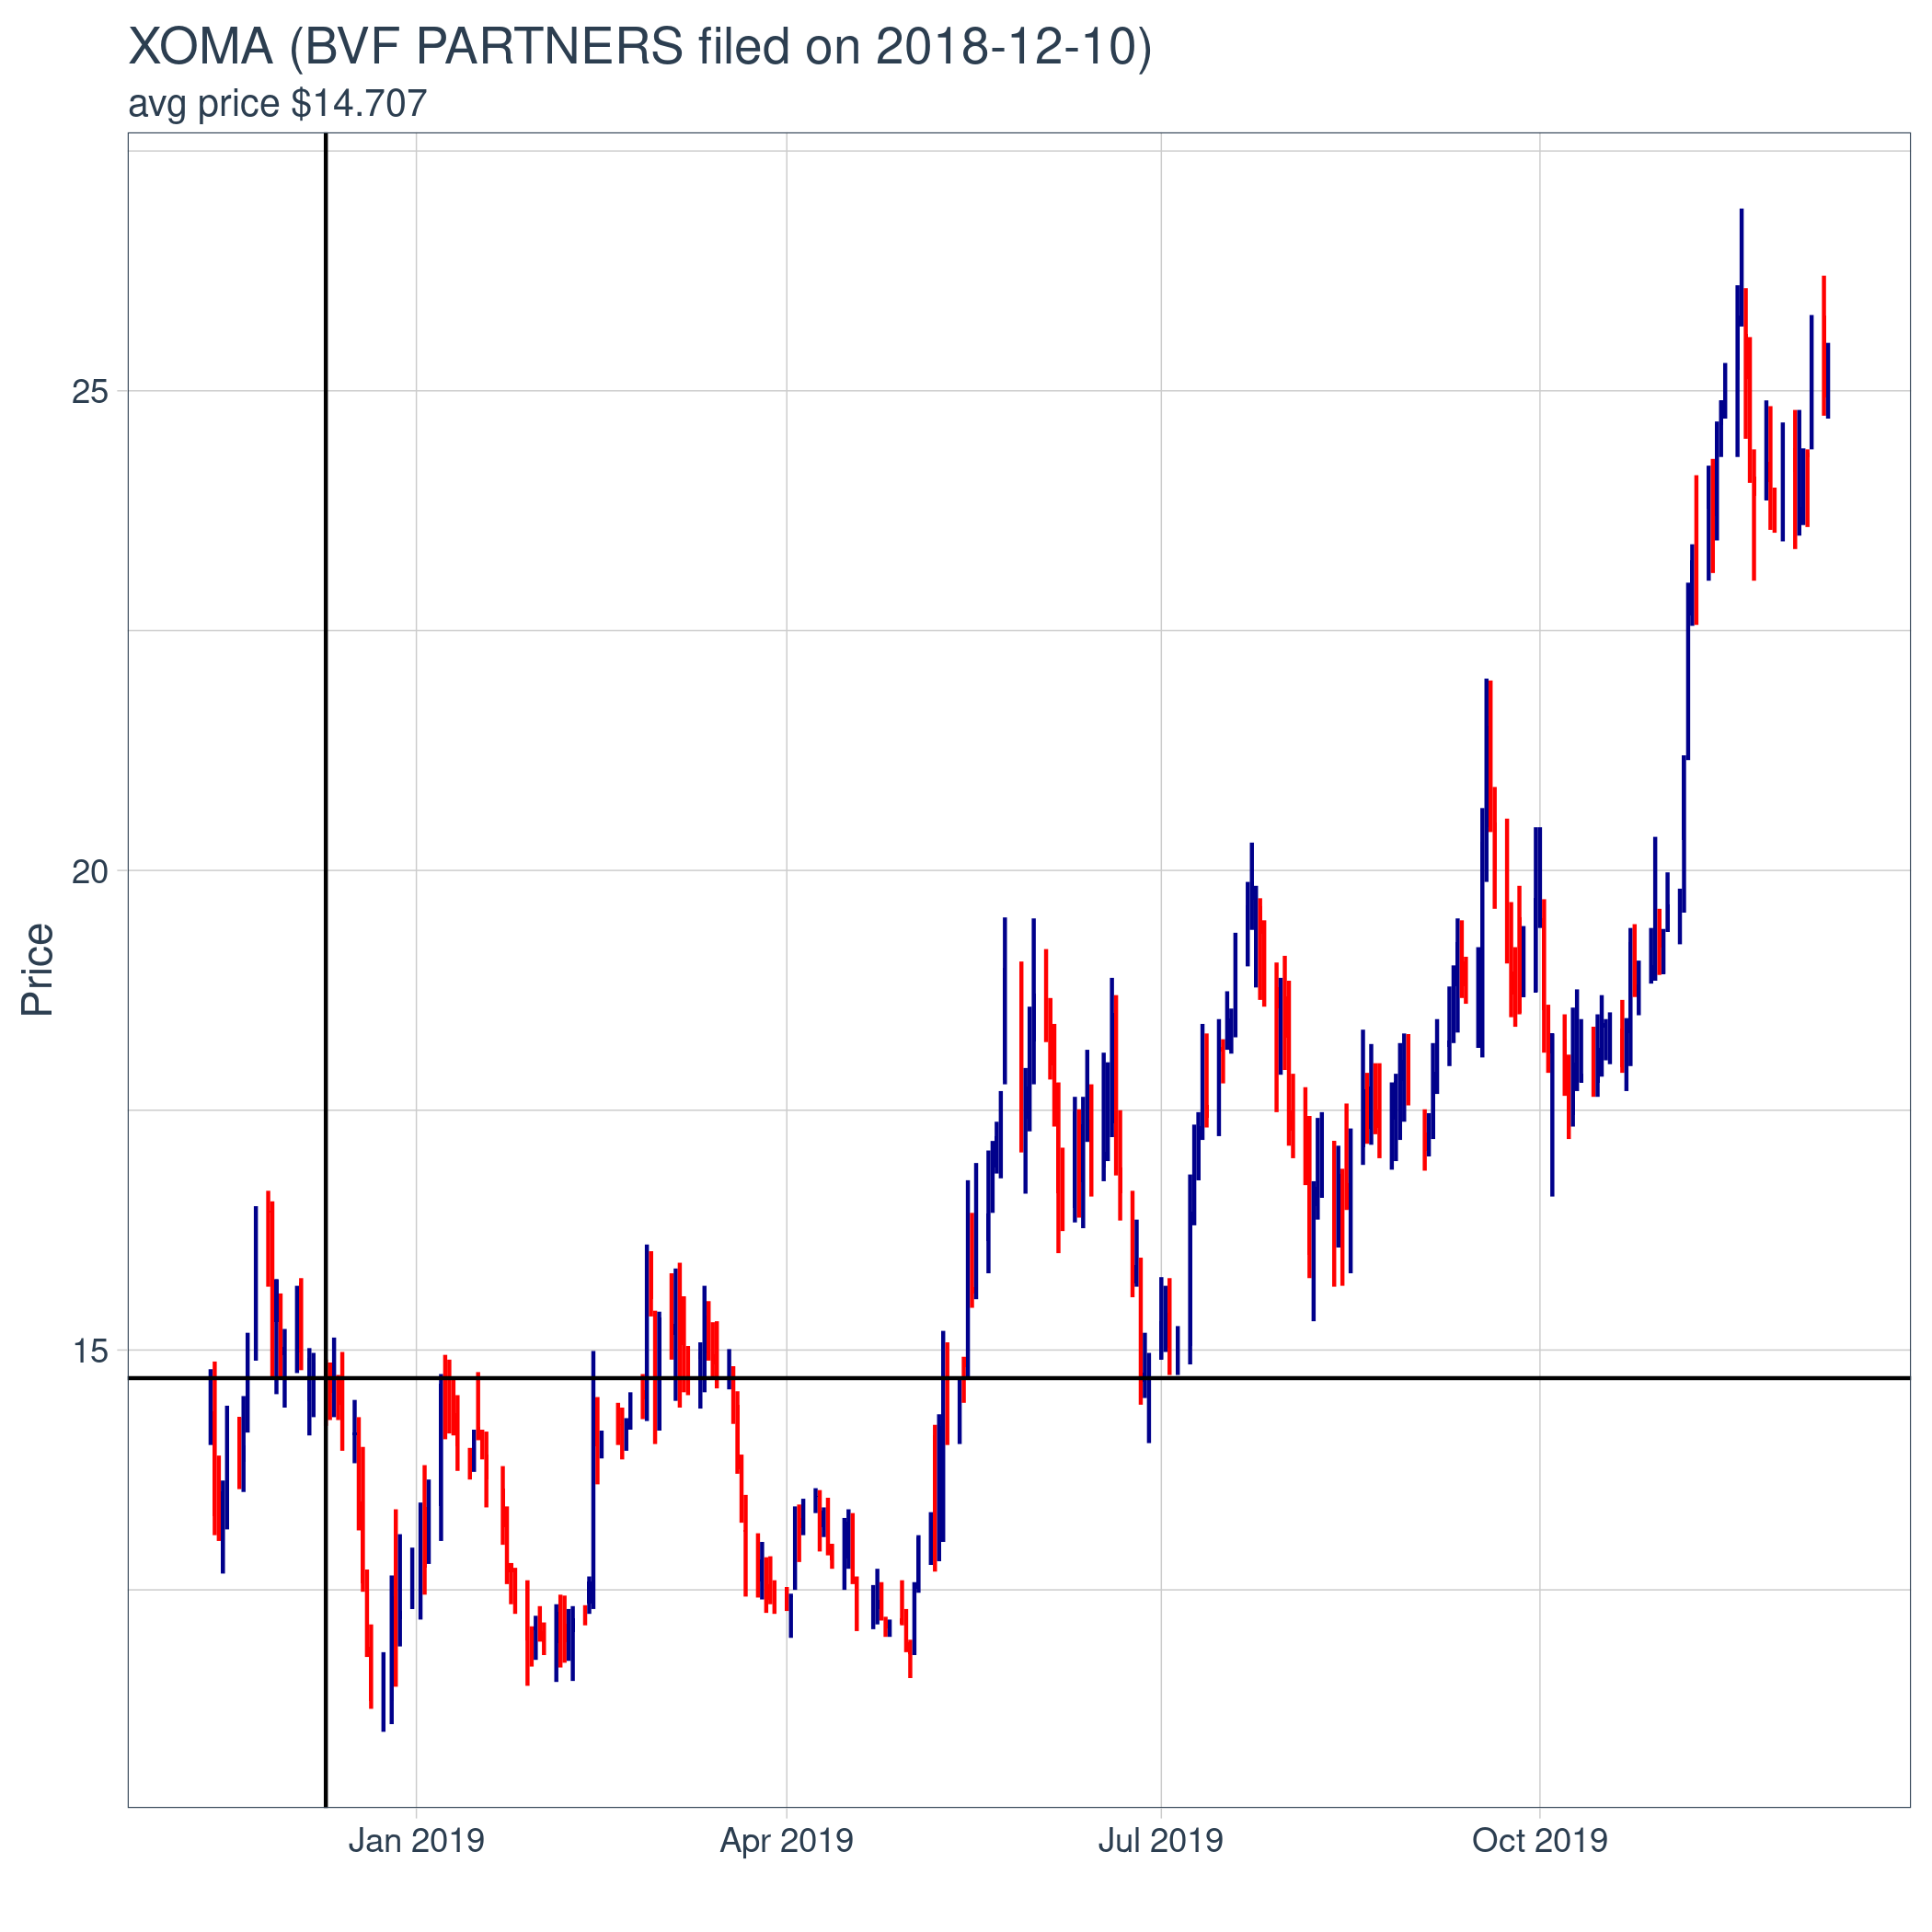 XOMA (BVF PARTNERS filed on 2018-12-10)
avg price $14.707
25
20
15
Price
Jan 2019
Apr 2019
Jul 2019
Oct 2019